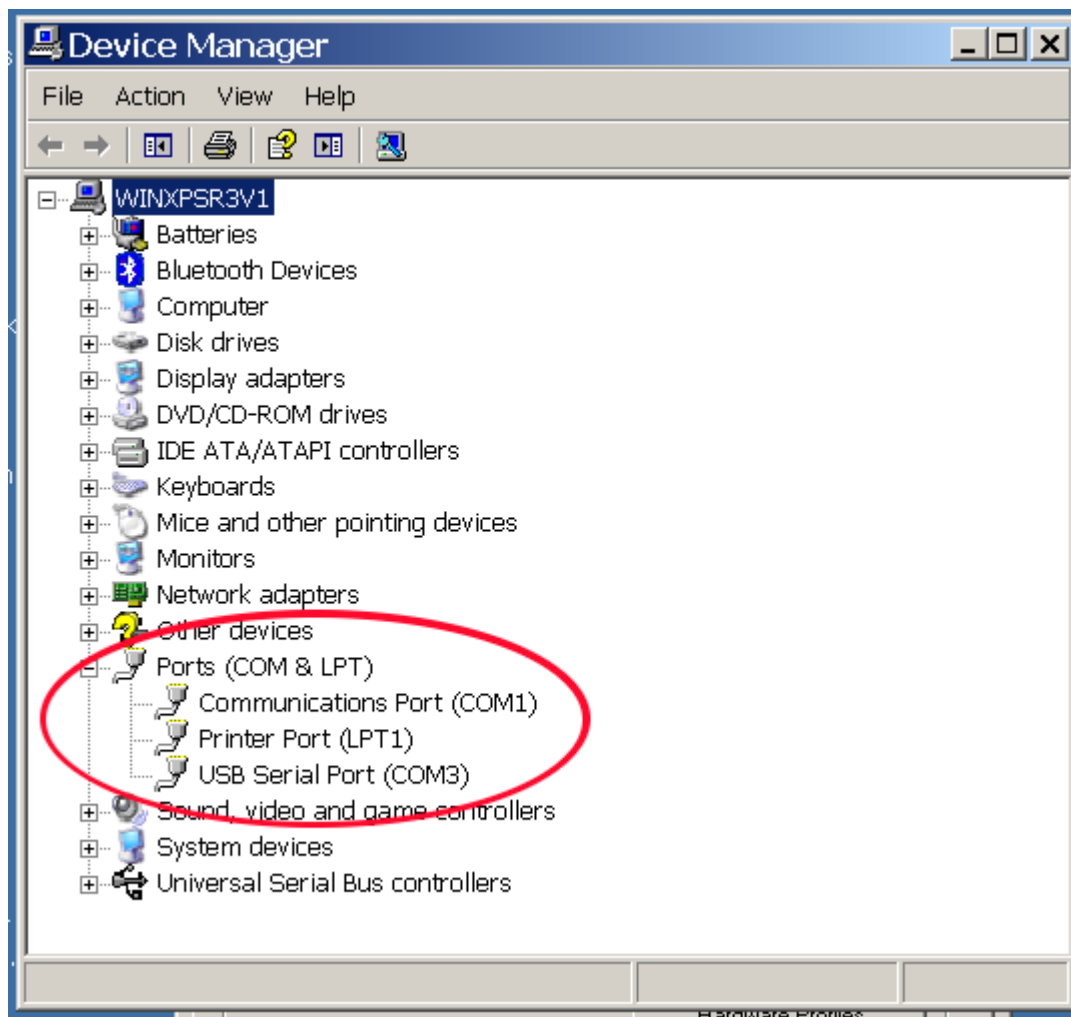 Device Manager
File Action View Help
WINXPSR3V1
Batteries
Bluetooth Devices
Computer
Disk drives
Display adapters
DVD/CD-ROM drives
IDE ATA/ATAPI controllers
Keyboards
Mice and other pointing devices
Monitors
Network adapters
Other devices
Ports (COM & LPT)
Communications Port (COM1)
Printer Port (LPT1)
USB Serial Port (COM3)
Sound, video and game controllers
System devices
Universal Serial Bus controllers
Hardware Profiles